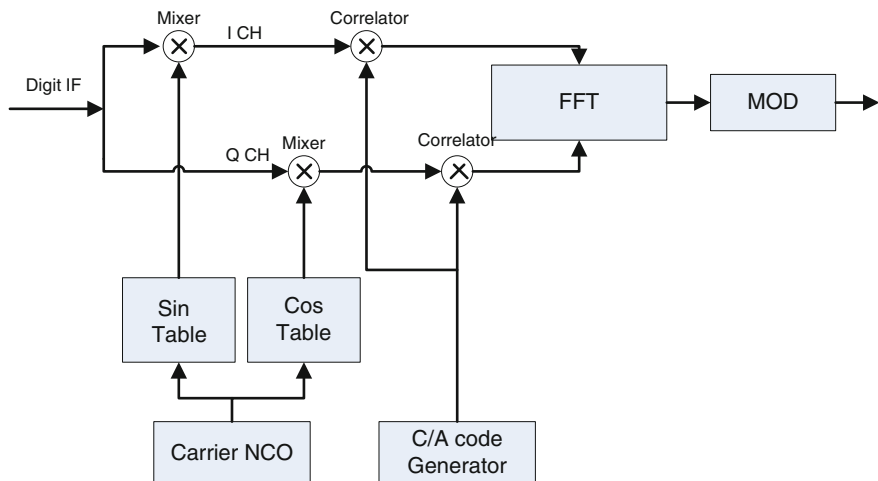 Mixer
I CH
Correlator
Digit IF
FFT
MOD
Q CH
Mixer
Correlator
Sin
Table
Cos
Table
Carrier NCO
C/A code
Generator